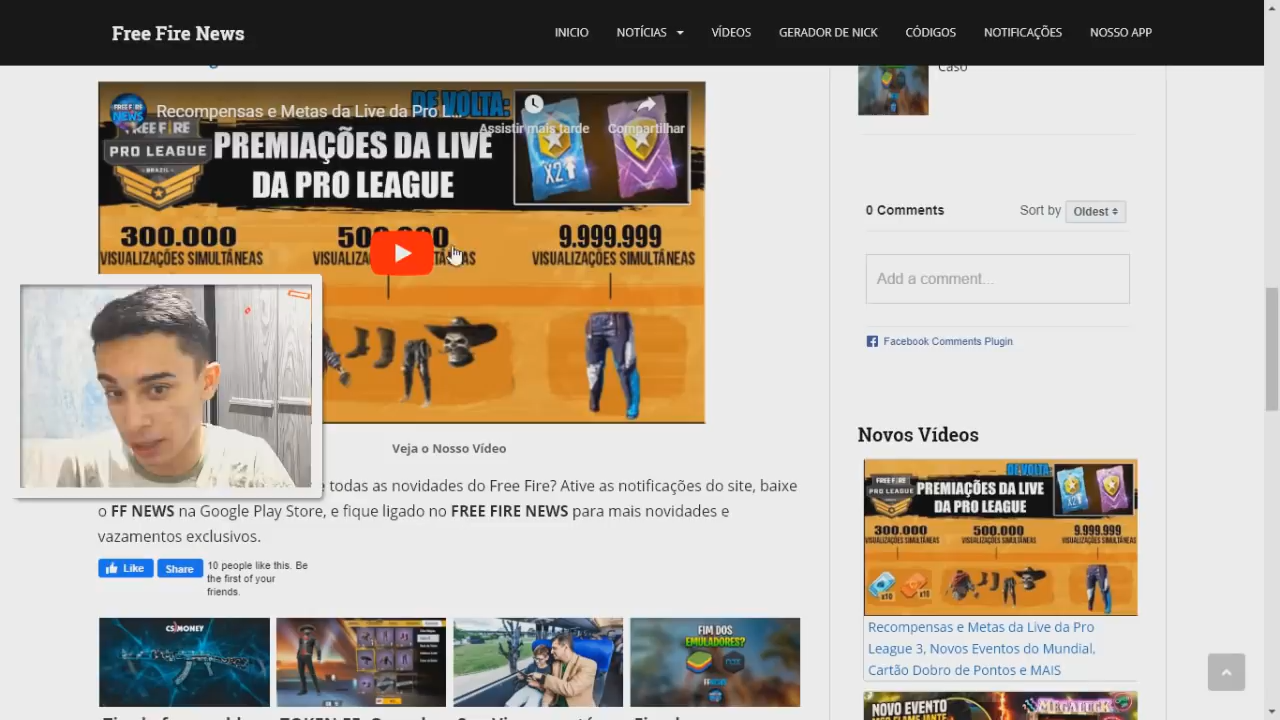 Free Fire News
INICIO
NOTÍCIAS
VÍDEOS
GERADOR DE NICK
CÓDIGOS
NOTIFICAÇÕES
NOSSO APP
Recompensas e Metas da Live da Pro L...
DE VOLTA:
Assistir mais tarde
Compartilhar
FREE FIRE
NEWS
FREE FIRE
PRO LEAGUE
BRAZIL
PREMIAÇÕES DA LIVE
DA PRO LEAGUE
X2
300.000
VISUALIZAÇÕES SIMULTÂNEAS
9.999.999
VISUALIZAÇÕES SIMULTÂNEAS
Veja o Nosso Vídeo
todas as novidades do Free Fire? Ative as notificações do site, baixe
o FF NEWS na Google Play Store, e fique ligado no FREE FIRE NEWS para mais novidades e
vazamentos exclusivos.
Like
Share
10 people like this. Be
the first of your
friends.
CS.MONEY
FIM DOS
EMULADORES?
Caso
0 Comments
Sort by
Oldest
Add a comment...
Facebook Comments Plugin
Novos Vídeos
DE VOLTA:
FREE FIRE
PRO LEAGUE
PREMIAÇÕES DA LIVE
DA PRO LEAGUE
X2
300.000
500.000
9.999.999
VISUALIZAÇÕES SIMULTÂNEAS
VISUALIZAÇÕES SIMULTÂNEAS
VISUALIZAÇÕES SIMULTÂNEAS
x10
x10
Recompensas e Metas da Live da Pro
League 3, Novos Eventos do Mundial,
Cartão Dobro de Pontos e MAIS